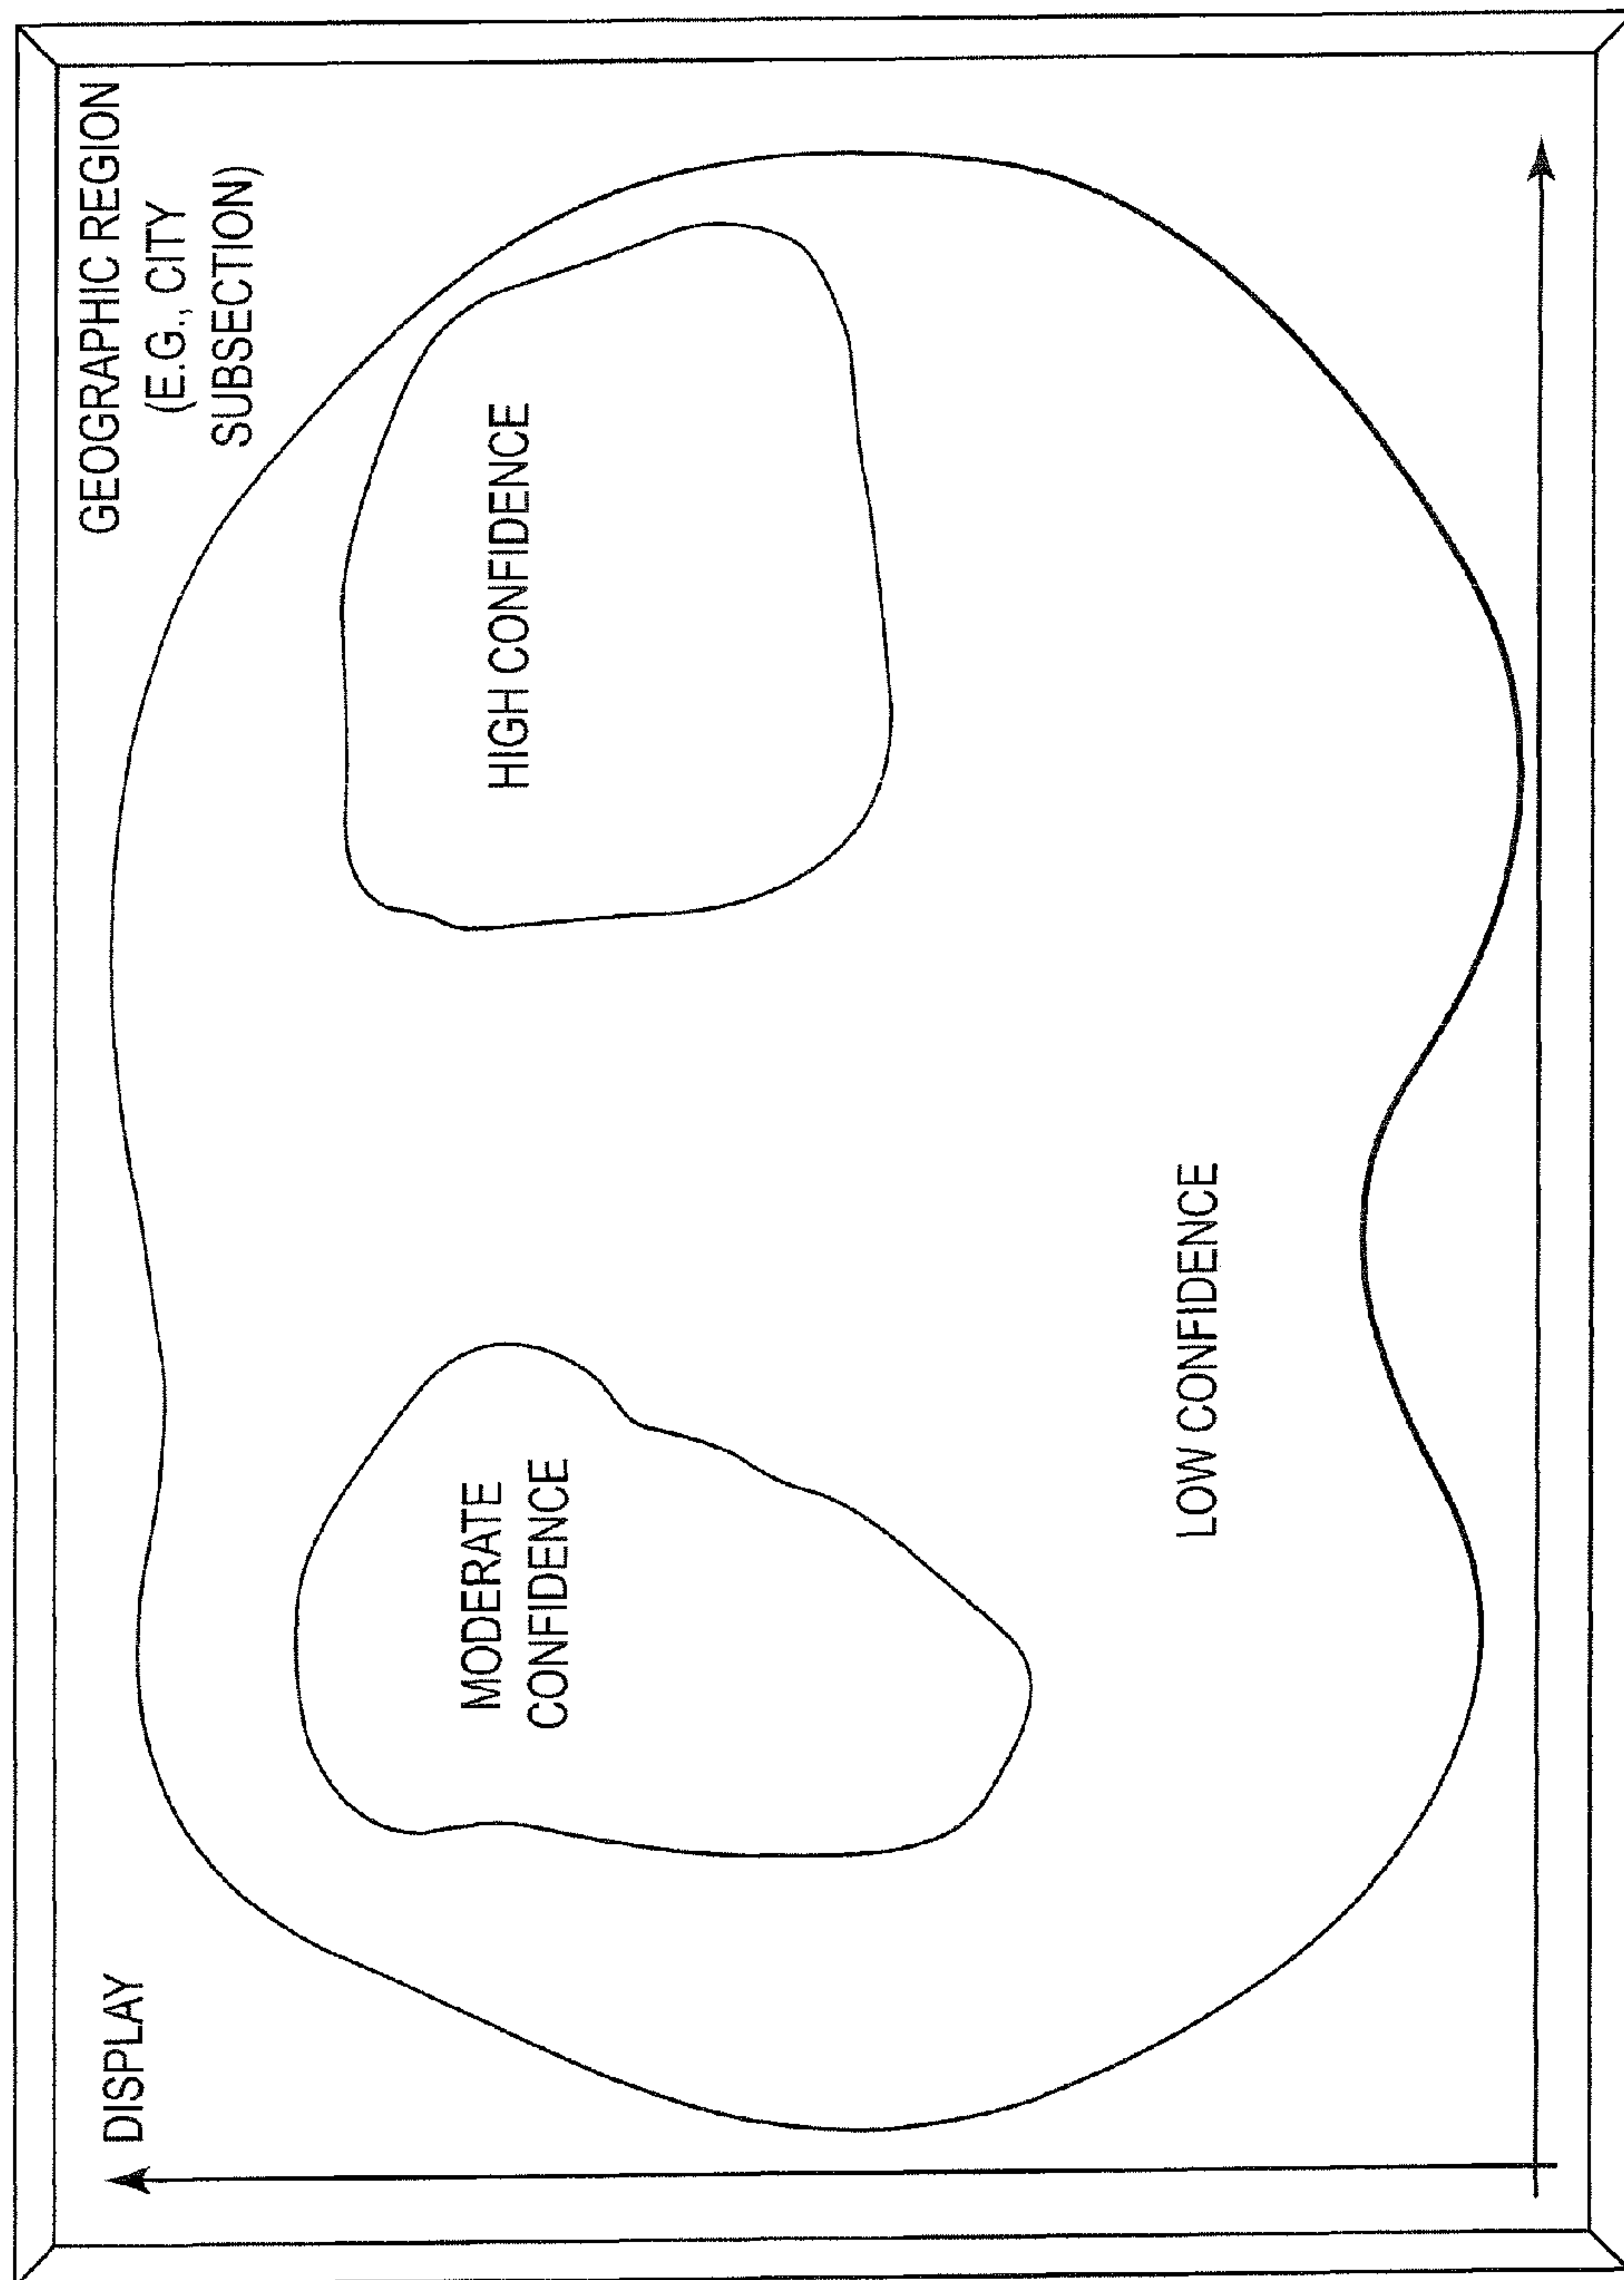 DISPLAY
GEOGRAPHIC REGION
(E.G., CITY
SUBSECTION)
MODERATE
CONFIDENCE
HIGH CONFIDENCE
LOW CONFIDENCE